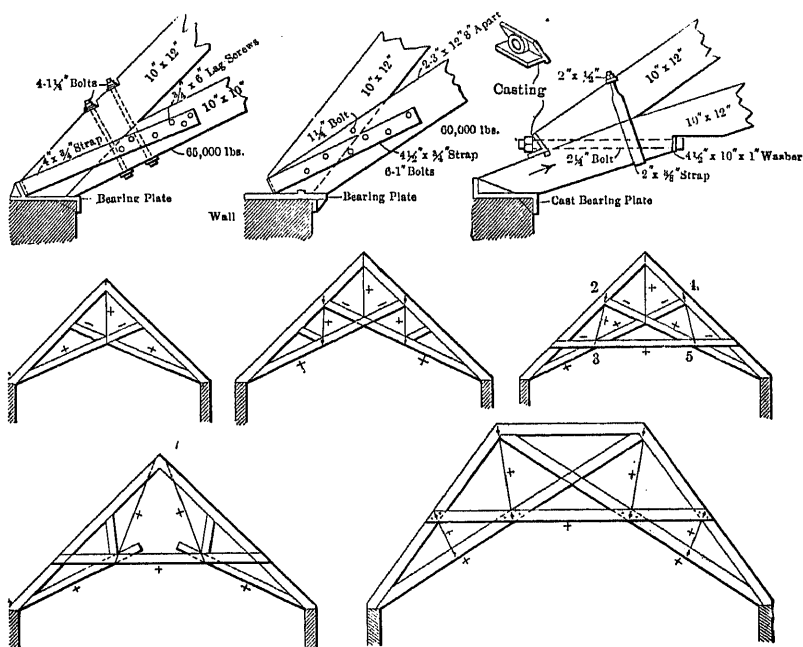 4-1¼" Bolts
10" x 12"
¾ x 6" Lag Screws
10" x 10"
4 x ¾" Strap
65,000 lbs.
Bearing Plate
2-3" x 12" 8" Apart
10" x 12"
1¼" Bolt
60,000 lbs.
4½" x ¾" Strap
6-1" Bolts
Bearing Plate
Wall
Casting
2" x ½"
10" x 12"
10" x 12"
2¼" Bolt
4½" x 10" x 1" Washer
2" x ⅜" Strap
Cast Bearing Plate
2
4
3
5